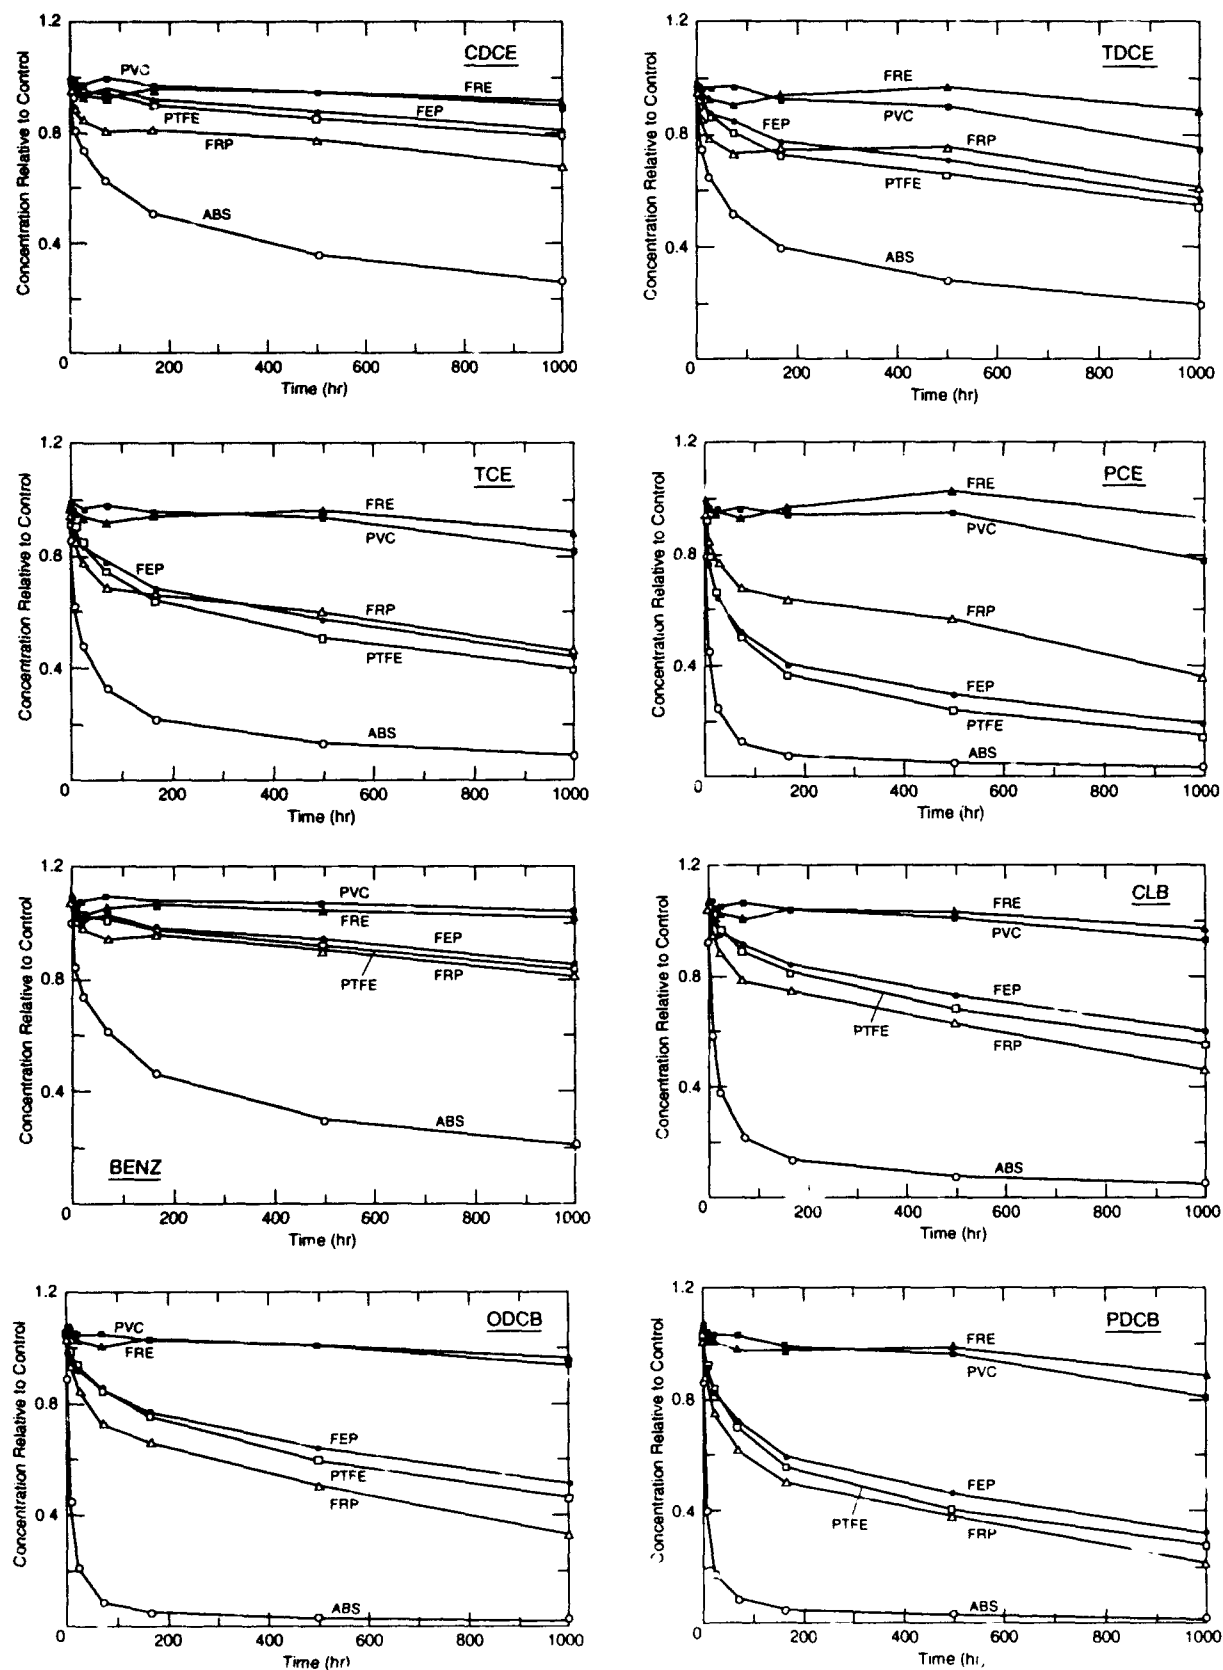 1.2
0.8
0.4
0
200
400
600
800
1000
Concentration Relative to Control
Time (hr)
CDCE
PVC
FRE
FEP
PTFE
FRP
ABS
1.2
0.8
0.4
0
200
400
600
800
1000
Concentration Relative to Control
Time (hr)
TDCE
FRE
PVC
FEP
FRP
PTFE
ABS
1.2
0.8
0.4
0
200
400
600
800
1000
Concentration Relative to Control
Time (hr)
TCE
FRE
PVC
FEP
FRP
PTFE
ABS
1.2
0.8
0.4
0
200
400
600
800
1000
Concentration Relative to Control
Time (hr)
PCE
FRE
PVC
FRP
FEP
PTFE
ABS
1.2
0.8
0.4
0
200
400
600
800
1000
Concentration Relative to Control
Time (hr)
BENZ
PVC
FRE
FEP
PTFE
FRP
ABS
1.2
0.8
0.4
0
200
400
600
800
1000
Concentration Relative to Control
Time (hr)
CLB
FRE
PVC
FEP
PTFE
FRP
ABS
1.2
0.8
0.4
0
200
400
600
800
1000
Concentration Relative to Control
Time (hr)
ODCB
PVC
FRE
FEP
PTFE
FRP
ABS
1.2
0.8
0.4
0
200
400
600
800
1000
Concentration Relative to Control
Time (hr)
PDCB
FRE
PVC
FEP
PTFE
FRP
ABS